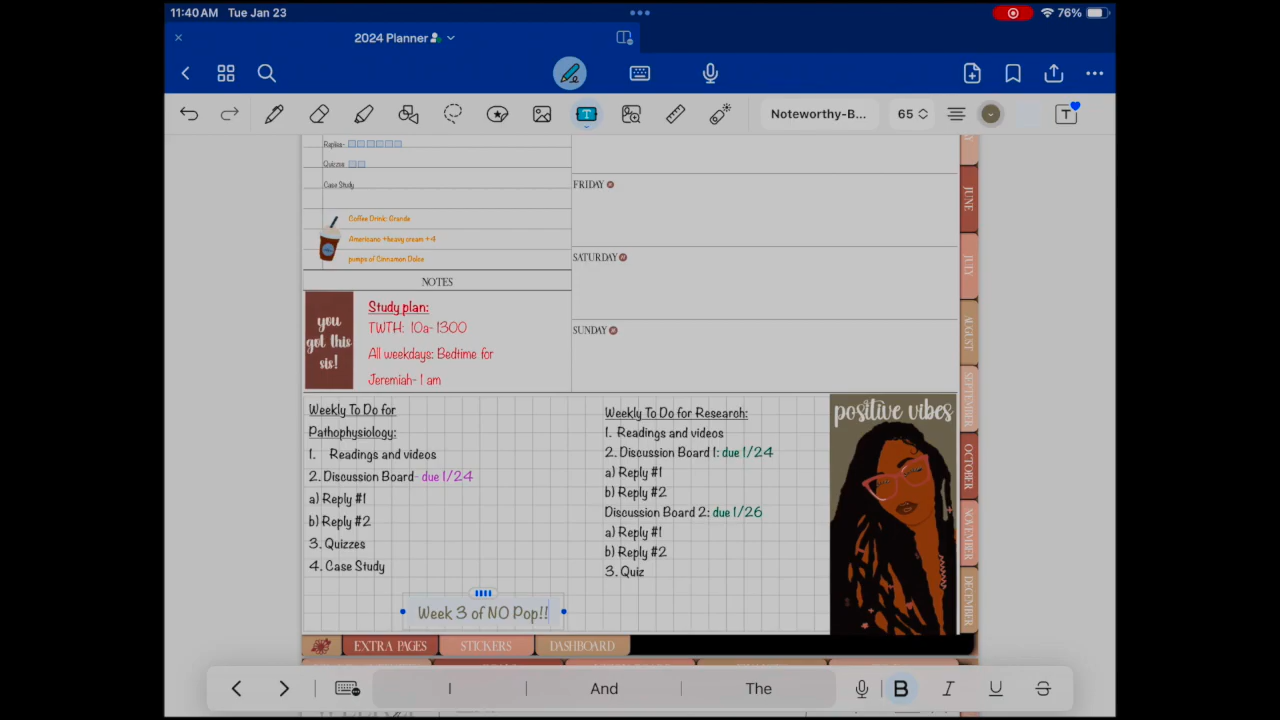 11:40 AM Tue Jan 23
76%
2024 Planner
Noteworthy-B...
65
Replies-
Quizzes
Case Study
Coffee Drink: Grande
Americano +heavy cream +4
pumps of Cinnamon Dolce
NOTES
you
got this
sis!
Study plan:
TWTH: 10a- 1300
All weekdays: Bedtime for
Jeremiah- 1 am
FRIDAY
SATURDAY
SUNDAY
Weekly To Do for
Pathophysiology:
1. Readings and videos
2. Discussion Board- due 1/24
a) Reply #1
b) Reply #2
3. Quizzes
4. Case Study
Weekly To Do for Research:
1. Readings and videos
2. Discussion Board 1: due 1/24
a) Reply #1
b) Reply #2
Discussion Board 2: due 1/26
a) Reply #1
b) Reply #2
3. Quiz
positive vibes
Week 3 of NO Pop!!
JUNE
JULY
AUGUST
SEPTEMBER
OCTOBER
NOVEMBER
DECEMBER
EXTRA PAGES
STICKERS
DASHBOARD
I
And
The
B
I
U
S